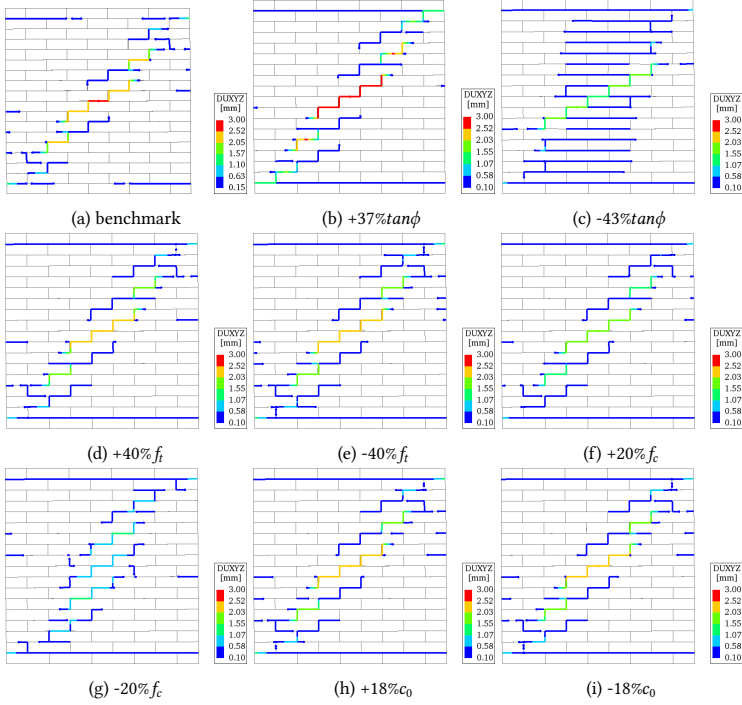 DUXYZ
[mm]
3.00
2.52
2.05
1.57
1.10
0.63
0.15
(a) benchmark
DUXYZ
[mm]
3.00
2.52
2.03
1.55
1.07
0.58
0.10
(b) +37%tanϕ
DUXYZ
[mm]
3.00
2.52
2.03
1.55
1.07
0.58
0.10
(c) -43%tanϕ
DUXYZ
[mm]
3.00
2.52
2.03
1.55
1.07
0.58
0.10
(d) +40% ft
DUXYZ
[mm]
3.00
2.52
2.03
1.55
1.07
0.58
0.10
(e) -40% ft
DUXYZ
[mm]
3.00
2.52
2.03
1.55
1.07
0.58
0.10
(f) +20% fc
DUXYZ
[mm]
3.00
2.52
2.03
1.55
1.07
0.58
0.10
(g) -20% fc
DUXYZ
[mm]
3.00
2.52
2.03
1.55
1.07
0.58
0.10
(h) +18%c0
DUXYZ
[mm]
3.00
2.52
2.03
1.55
1.07
0.58
0.10
(i) -18%c0